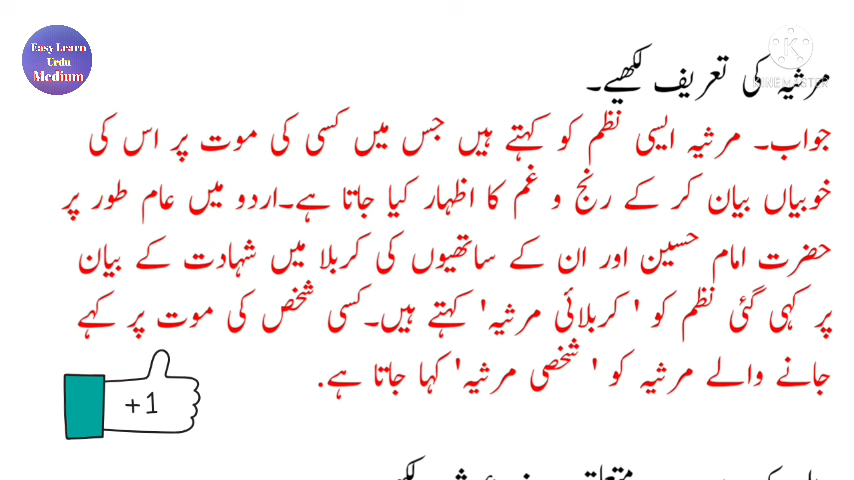 Easy Learn
Urdu
Medium
KINEMASTER
مرثیہ کی تعریف لکھیے۔
جواب۔ مرثیہ ایسی نظم کو کہتے ہیں جس میں کسی کی موت پر اس کی
خوبیاں بیان کر کے رنج و غم کا اظہار کیا جاتا ہے۔اردو میں عام طور پر
حضرت امام حسین اور ان کے ساتھیوں کی کربلا میں شہادت کے بیان
پر کہی گئی نظم کو ' کربلائی مرثیہ' کہتے ہیں۔کسی شخص کی موت پر کہے
جانے والے مرثیہ کو ' شخصی مرثیہ' کہا جاتا ہے.
+1